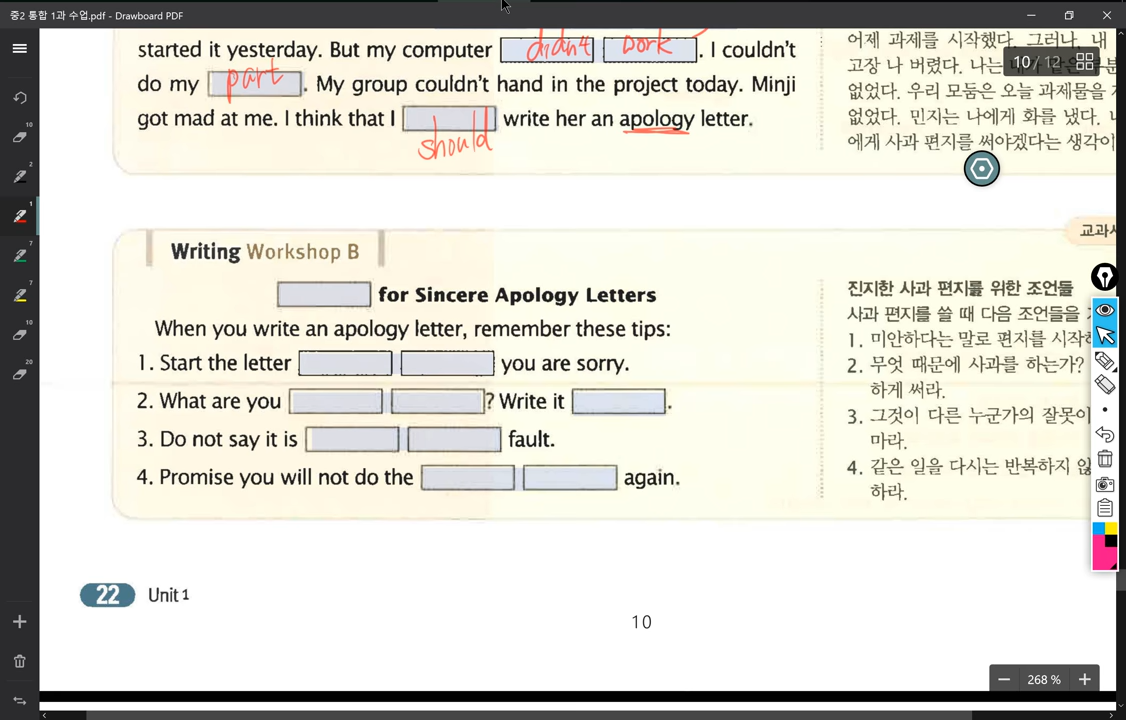 중2 통합 1과 수업.pdf - Drawboard PDF
started it yesterday. But my computer didn't work. I couldn't
do my part. My group couldn't hand in the project today. Minji
got mad at me. I think that I should write her an apology letter.
어제 과제를 시작했다. 그러나, 내
고장 나 버렸다. 나는
없었다. 우리 모둠은 오늘 과제물을
없었다. 민지는 나에게 화를 냈다.
에게 사과 편지를 써야겠다는 생각이
10 / 12
Writing Workshop B
교과서
for Sincere Apology Letters
When you write an apology letter, remember these tips:
1. Start the letter you are sorry.
2. What are you ? Write it .
3. Do not say it is fault.
4. Promise you will not do the again.
진지한 사과 편지를 위한 조언들
사과 편지를 쓸 때 다음 조언들을
1. 미안하다는 말로 편지를 시작하
2. 무엇 때문에 사과를 하는가?
하게 써라.
3. 그것이 다른 누군가의 잘못이
마라.
4. 같은 일을 다시는 반복하지 않
하라.
22 Unit 1
10
268 %
10
2
1
7
7
10
20